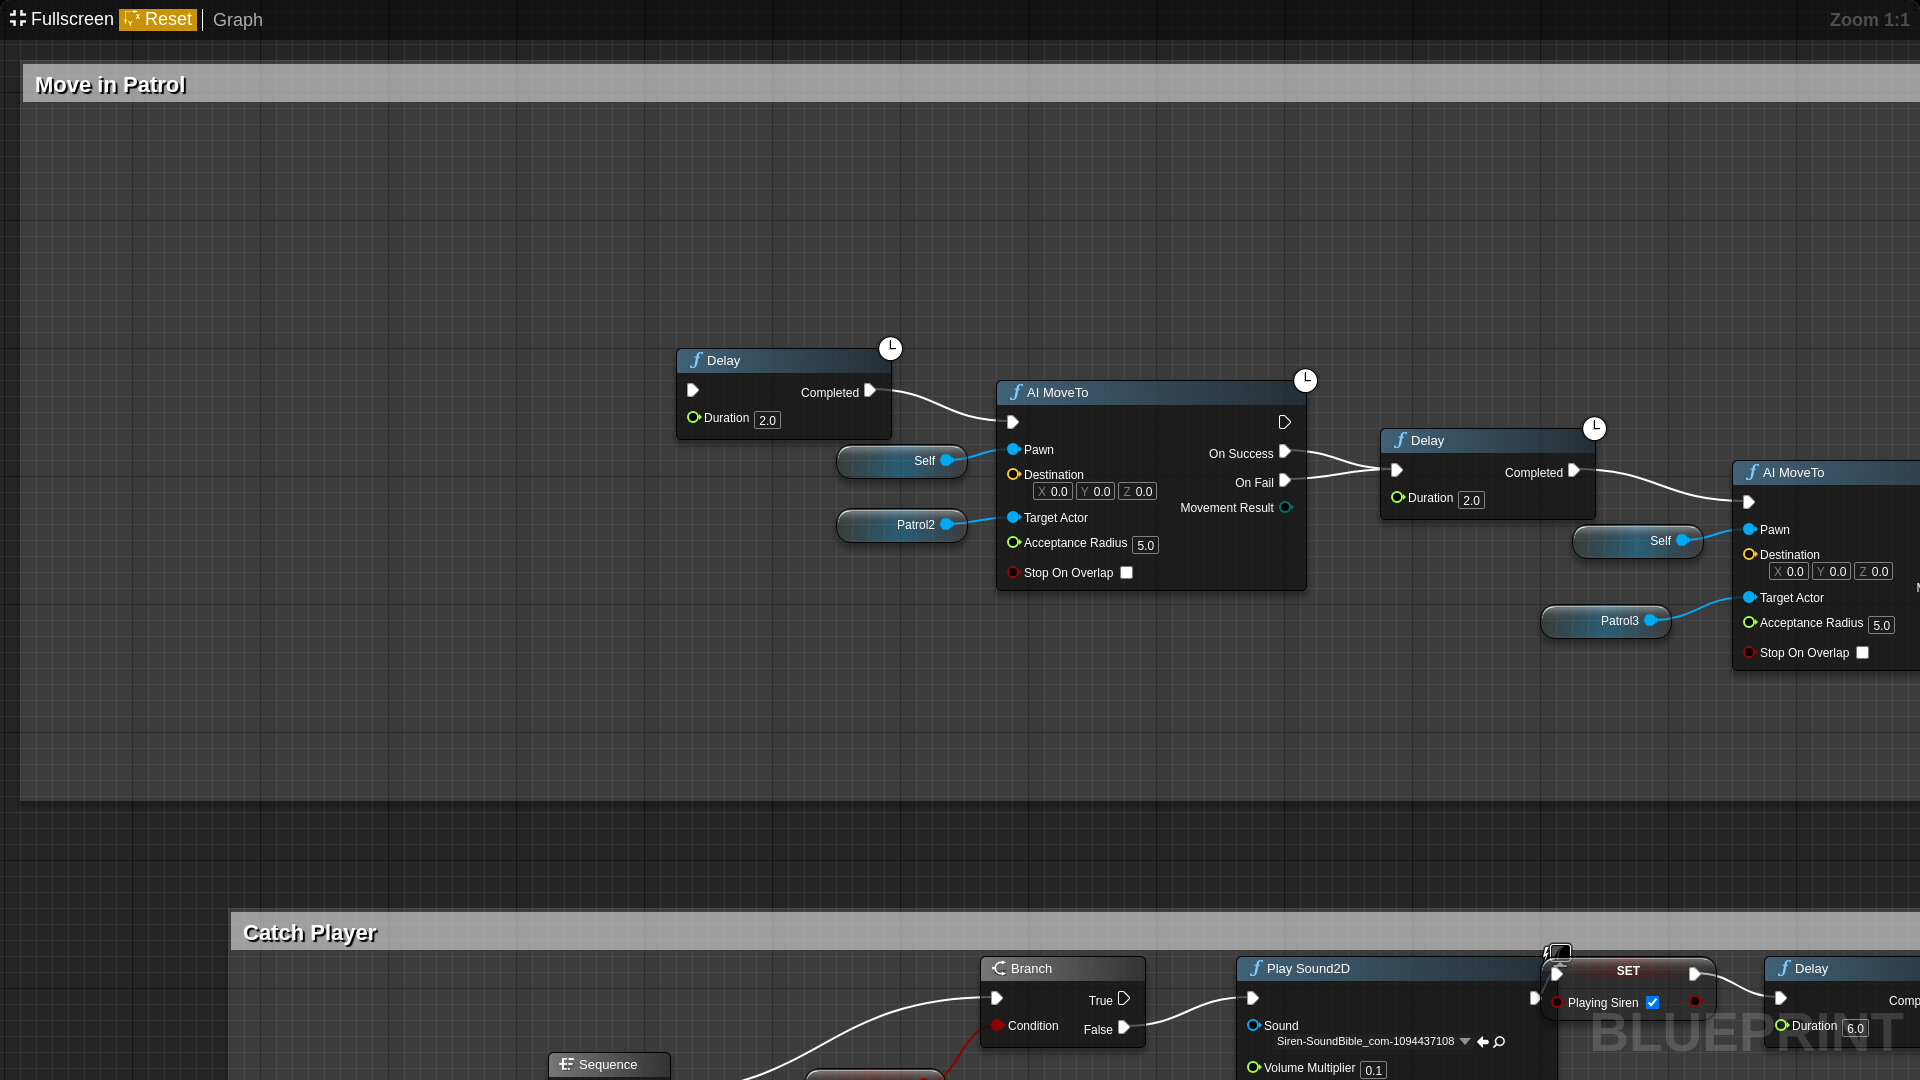 Fullscreen Reset Graph Zoom 1:1
Move in Patrol
Delay
Completed
Duration 2.0
Self
Patrol2
AI MoveTo
Pawn
On Success
Destination
X 0.0 Y 0.0 Z 0.0
On Fail
Movement Result
Target Actor
Acceptance Radius 5.0
Stop On Overlap
Delay
Completed
Duration 2.0
Self
Patrol3
AI MoveTo
Pawn
Destination
X 0.0 Y 0.0 Z 0.0
Target Actor
Acceptance Radius 5.0
Stop On Overlap
Catch Player
Sequence
Branch
True
Condition
False
Play Sound2D
Sound
Siren-SoundBible_com-1094437108
Volume Multiplier 0.1
SET
Playing Siren
Delay
Comp
Duration 6.0
BLUEPRINT